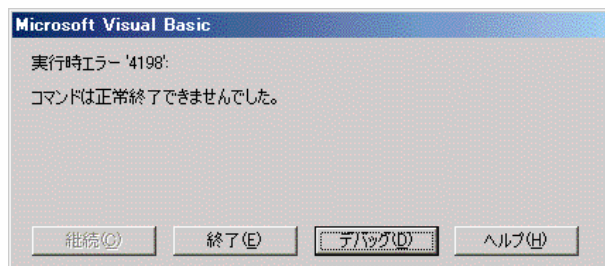 Microsoft Visual Basic
実行時エラー '4198':
コマンドは正常終了できませんでした。
継続(C)
終了(E)
デバッグ(D)
ヘルプ(H)